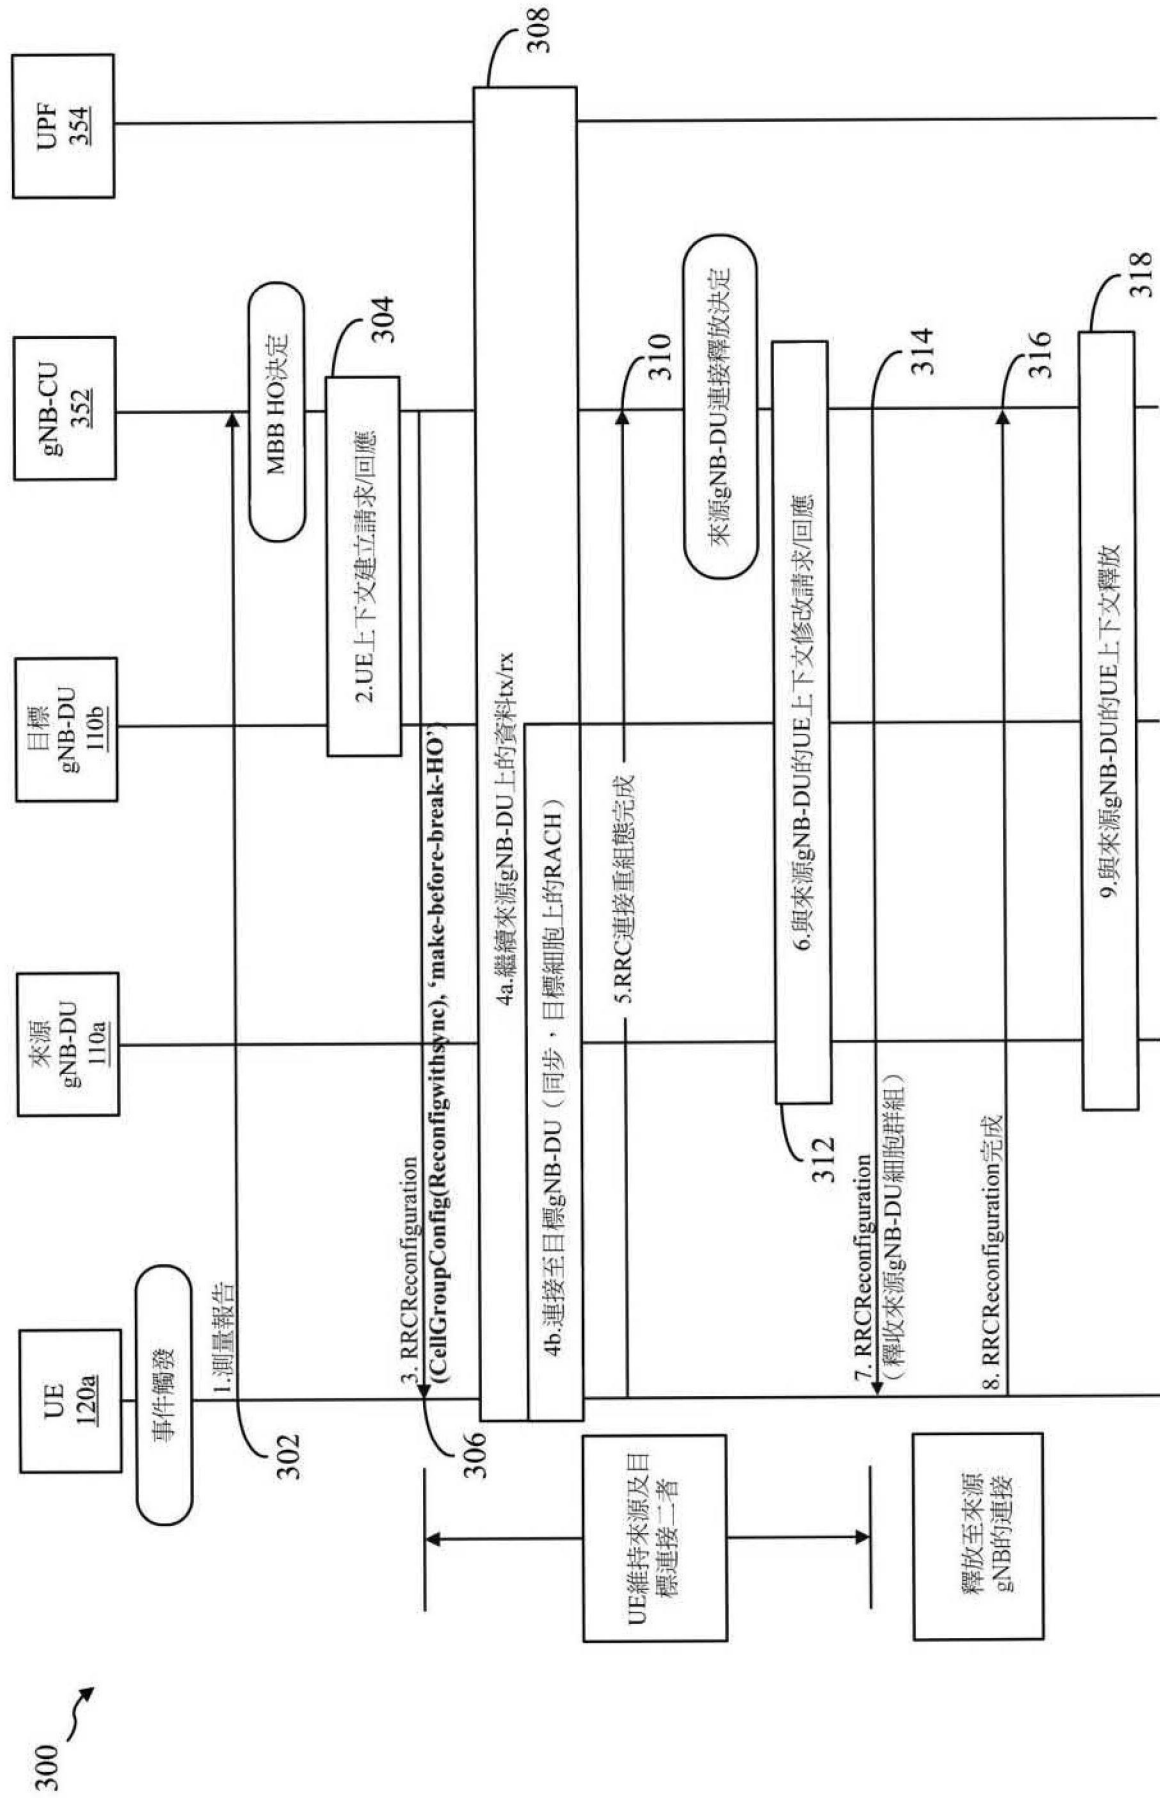 300
UE
120a
來源
gNB-DU
110a
目標
gNB-DU
110b
gNB-CU
352
UPF
354
事件觸發
1.測量報告
302
MBB HO決定
2.UE上下文建立請求/回應
304
3. RRCReconfiguration
(CellGroupConfig(Reconfigwithsync), ‘make-before-break-HO’)
306
4a.繼續來源gNB-DU上的資料tx/rx
308
4b.連接至目標gNB-DU（同步，目標細胞上的RACH）
5.RRC連接重組態完成
310
UE維持來源及目
標連接二者
來源gNB-DU連接釋放決定
6.與來源gNB-DU的UE上下文修改請求/回應
312
7. RRCReconfiguration
（釋收來源gNB-DU細胞群組）
314
釋放至來源
gNB的連接
8. RRCReconfiguration完成
316
9.與來源gNB-DU的UE上下文釋放
318